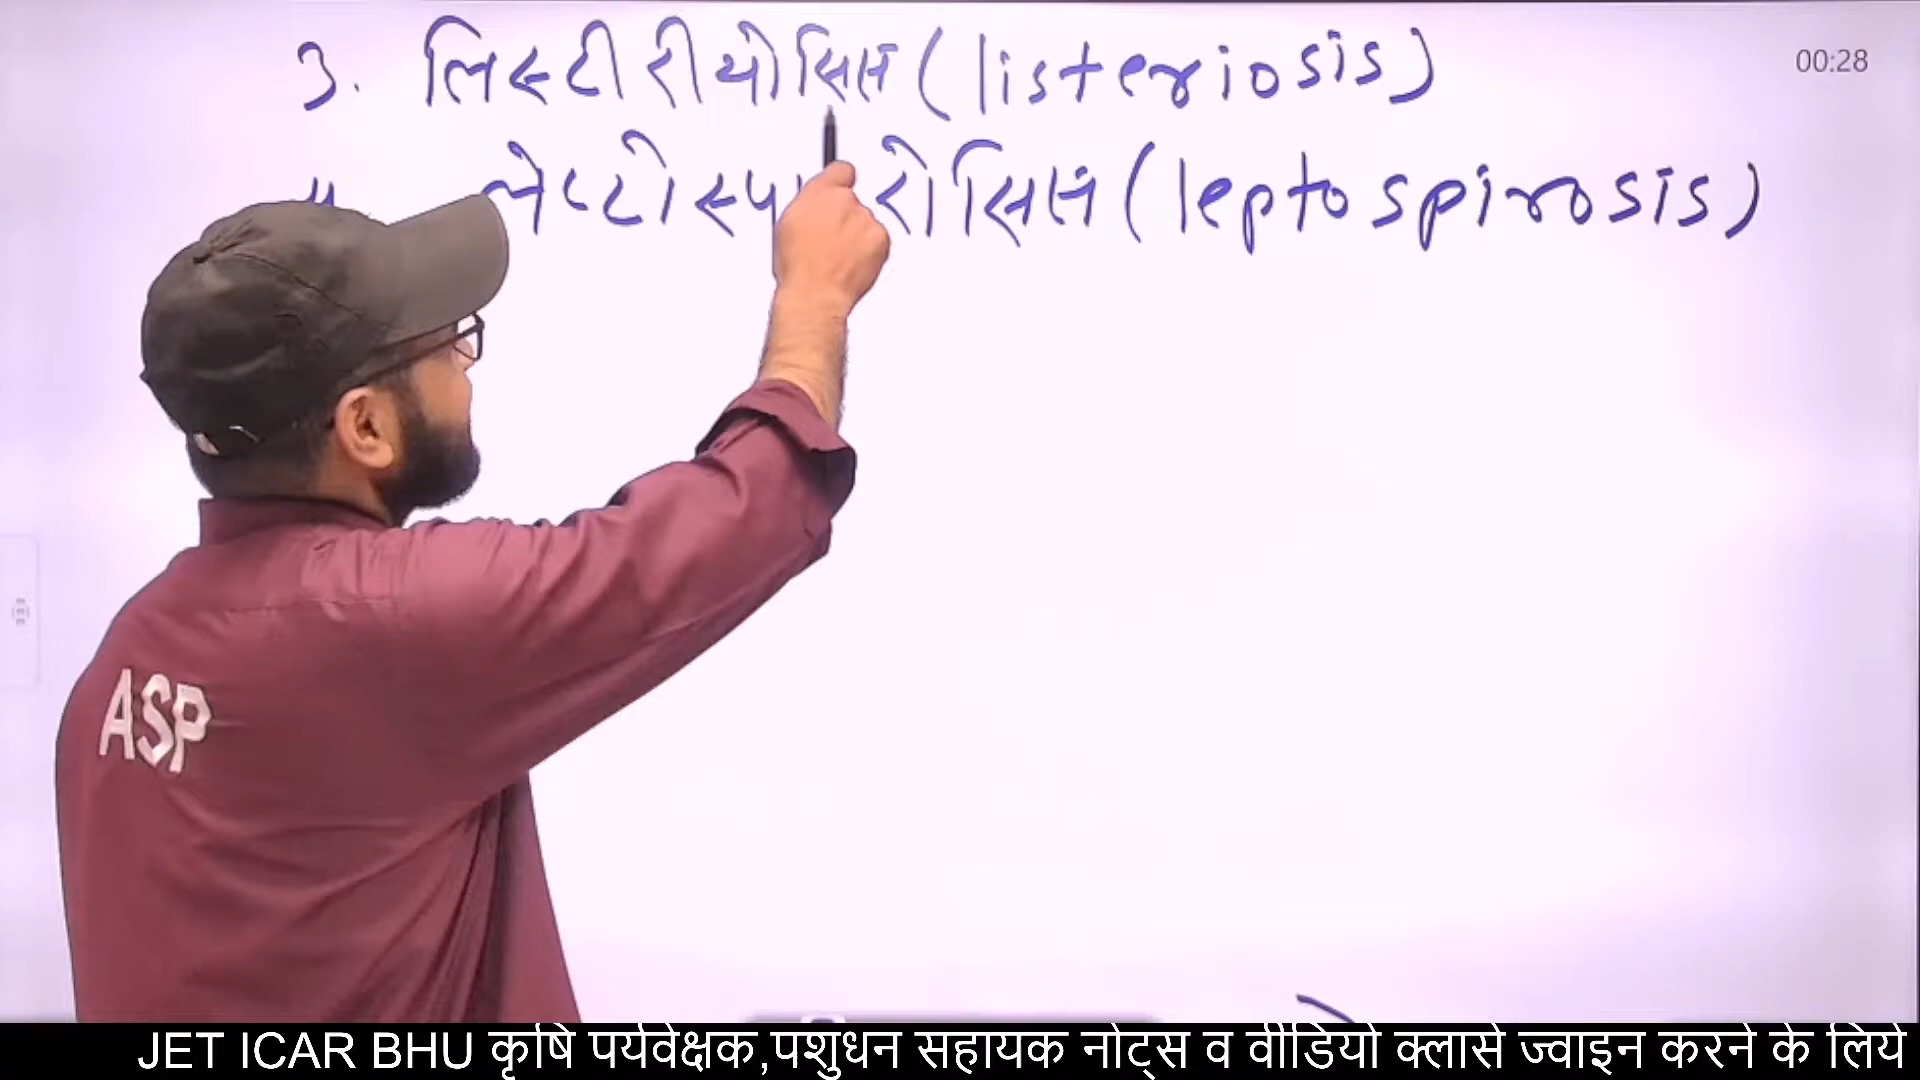 00:28
3. लिस्टीरीयोसिस (listeriosis)
(leptospirosis)
ASP
JET ICAR BHU कृषि पर्यवेक्षक,पशुधन सहायक नोट्स व वीडियो क्लासे ज्वाइन करने के लिये